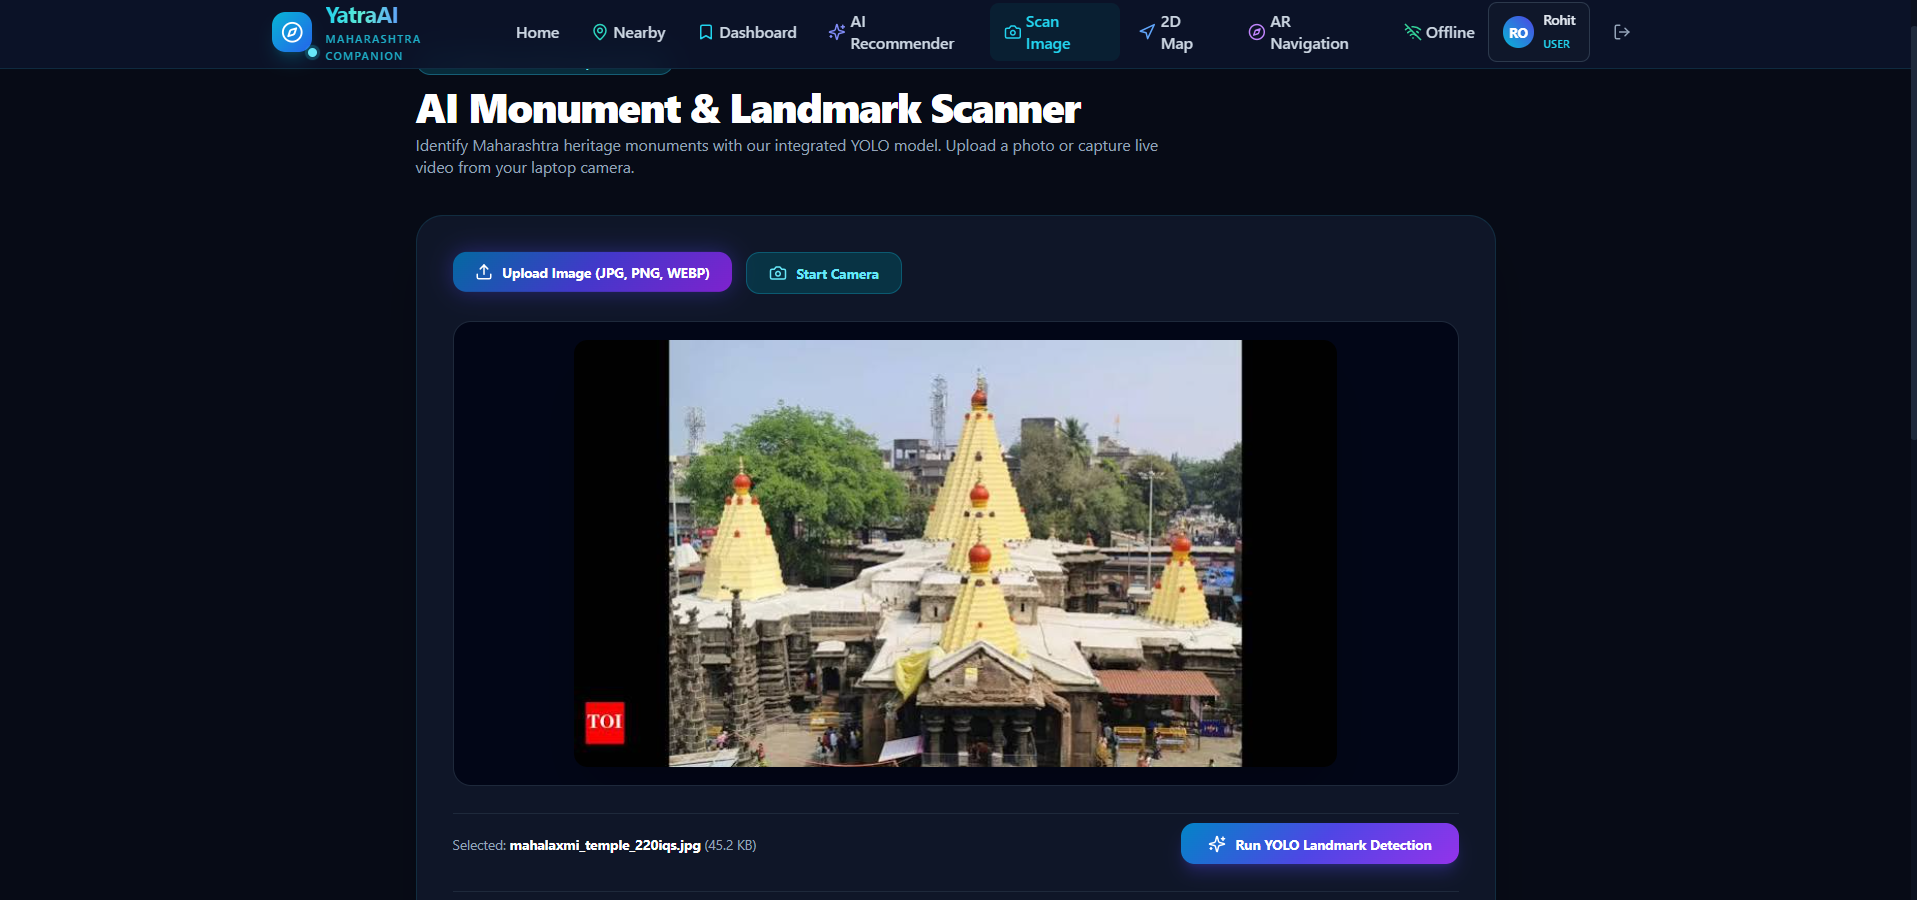 YatraAI
MAHARASHTRA
COMPANION
Home
Nearby
Dashboard
AI
Recommender
Scan
Image
2D
Map
AR
Navigation
Offline
RO
Rohit
USER
AI Monument & Landmark Scanner
Identify Maharashtra heritage monuments with our integrated YOLO model. Upload a photo or capture live
video from your laptop camera.
Upload Image (JPG, PNG, WEBP)
Start Camera
TOI
Selected: mahalaxmi_temple_220iqs.jpg (45.2 KB)
Run YOLO Landmark Detection